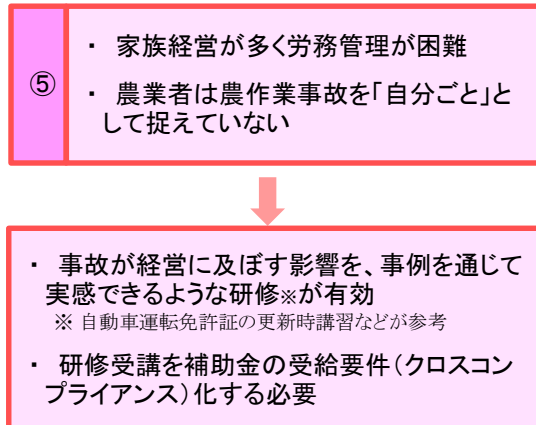 ⑤
・ 家族経営が多く労務管理が困難
・ 農業者は農作業事故を「自分ごと」と
して捉えていない
・ 事故が経営に及ぼす影響を、事例を通じて
実感できるような研修※が有効
※ 自動車運転免許証の更新時講習などが参考
・ 研修受講を補助金の受給要件（クロスコン
プライアンス）化する必要